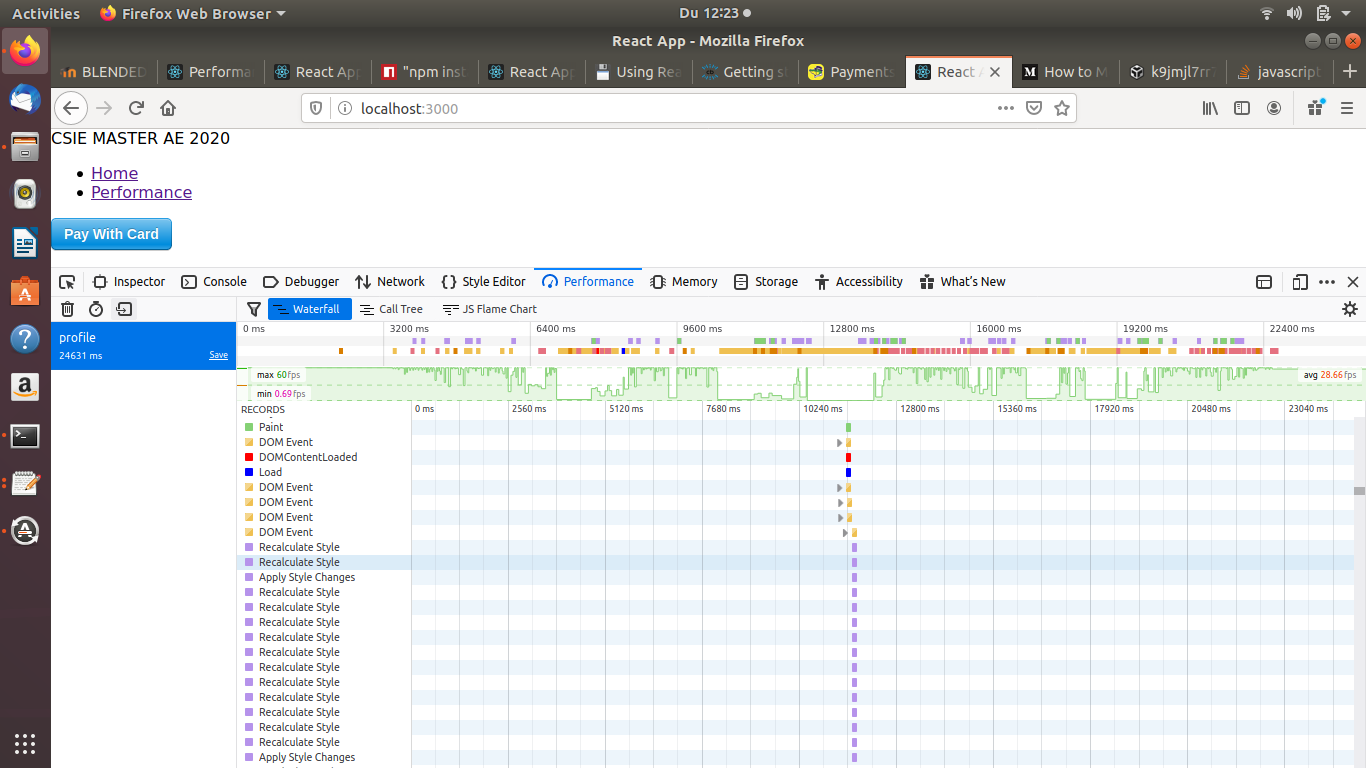 Activities Firefox Web Browser Du 12:23
React App - Mozilla Firefox
BLENDED Performa React App "npm inst React App Using Rea Getting st Payments React A How to M k9jmjl7rr7 javascript
localhost:3000
CSIE MASTER AE 2020
Home
Performance
Pay With Card
Inspector Console Debugger Network Style Editor Performance Memory Storage Accessibility What's New
Waterfall Call Tree JS Flame Chart
profile
24631 ms Save
0 ms 3200 ms 6400 ms 9600 ms 12800 ms 16000 ms 19200 ms 22400 ms
max 60fps avg 28.66fps
min 0.69fps
RECORDS 0 ms 2560 ms 5120 ms 7680 ms 10240 ms 12800 ms 15360 ms 17920 ms 20480 ms 23040 ms
Paint
DOM Event
DOMContentLoaded
Load
DOM Event
DOM Event
DOM Event
DOM Event
Recalculate Style
Recalculate Style
Apply Style Changes
Recalculate Style
Recalculate Style
Recalculate Style
Recalculate Style
Recalculate Style
Recalculate Style
Recalculate Style
Recalculate Style
Recalculate Style
Recalculate Style
Recalculate Style
Apply Style Changes